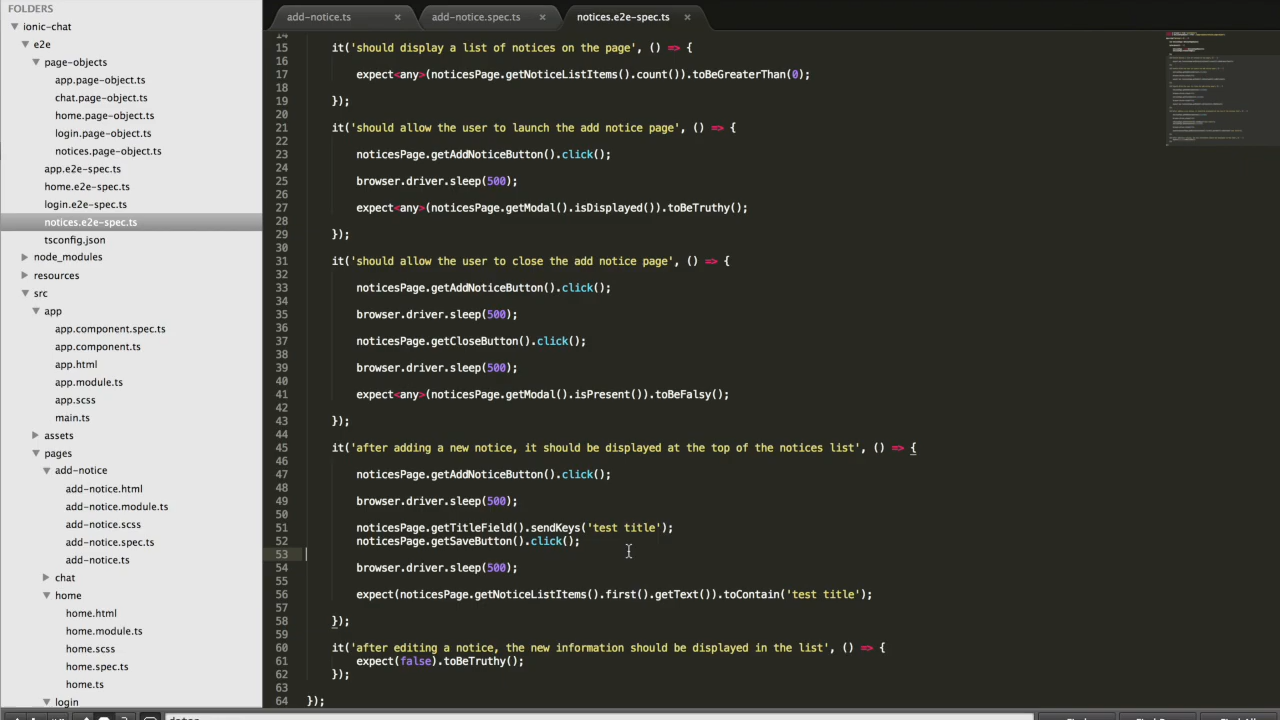 FOLDERS
ionic-chat
e2e
page-objects
app.page-object.ts
chat.page-object.ts
home.page-object.ts
login.page-object.ts
notices.page-object.ts
app.e2e-spec.ts
home.e2e-spec.ts
login.e2e-spec.ts
notices.e2e-spec.ts
tsconfig.json
node_modules
resources
src
app
app.component.spec.ts
app.component.ts
app.html
app.module.ts
app.scss
main.ts
assets
pages
add-notice
add-notice.html
add-notice.module.ts
add-notice.scss
add-notice.spec.ts
add-notice.ts
chat
home
home.html
home.module.ts
home.scss
home.spec.ts
home.ts
login
add-notice.ts × add-notice.spec.ts × notices.e2e-spec.ts ×
14
15 it('should display a list of notices on the page', () => {
16
17 expect<any>(noticesPage.getNoticeListItems().count()).toBeGreaterThan(0);
18
19 });
20
21 it('should allow the user to launch the add notice page', () => {
22
23 noticesPage.getAddNoticeButton().click();
24
25 browser.driver.sleep(500);
26
27 expect<any>(noticesPage.getModal().isDisplayed()).toBeTruthy();
28
29 });
30
31 it('should allow the user to close the add notice page', () => {
32
33 noticesPage.getAddNoticeButton().click();
34
35 browser.driver.sleep(500);
36
37 noticesPage.getCloseButton().click();
38
39 browser.driver.sleep(500);
40
41 expect<any>(noticesPage.getModal().isPresent()).toBeFalsy();
42
43 });
44
45 it('after adding a new notice, it should be displayed at the top of the notices list', () => {
46
47 noticesPage.getAddNoticeButton().click();
48
49 browser.driver.sleep(500);
50
51 noticesPage.getTitleField().sendKeys('test title');
52 noticesPage.getSaveButton().click();
53
54 browser.driver.sleep(500);
55
56 expect(noticesPage.getNoticeListItems().first().getText()).toContain('test title');
57
58 });
59
60 it('after editing a notice, the new information should be displayed in the list', () => {
61 expect(false).toBeTruthy();
62 });
63
64 });